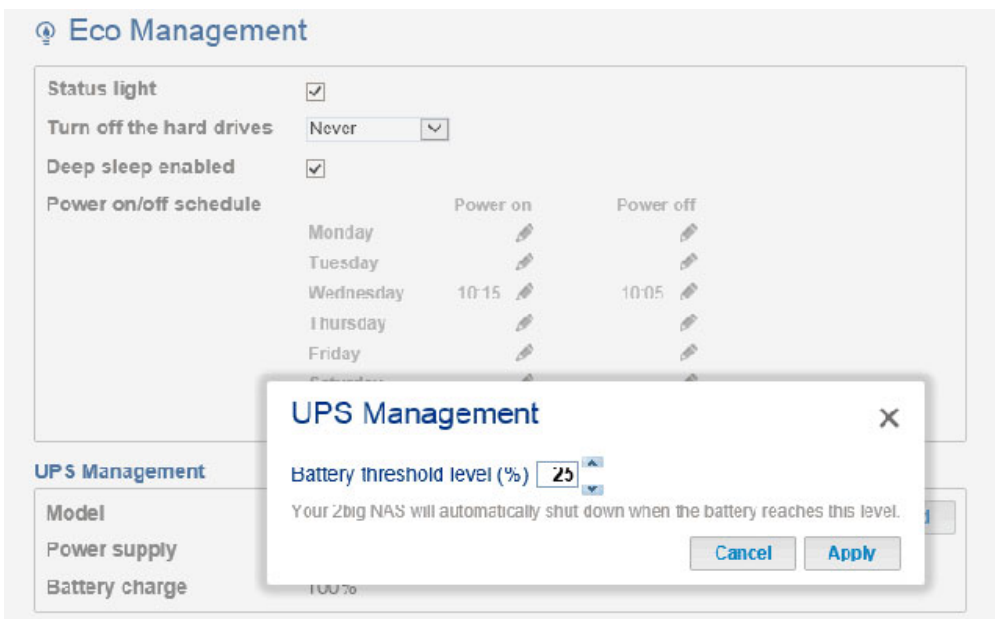 Eco Management
Status light
Turn off the hard drives Never
Deep sleep enabled
Power on/off schedule Power on Power off
Monday
Tuesday
Wednesday 10:15 10:05
Thursday
Friday
UPS Management
Battery threshold level (%) 25
Your 2big NAS will automatically shut down when the battery reaches this level.
Cancel Apply
UPS Management
Model
Power supply
Battery charge 100%